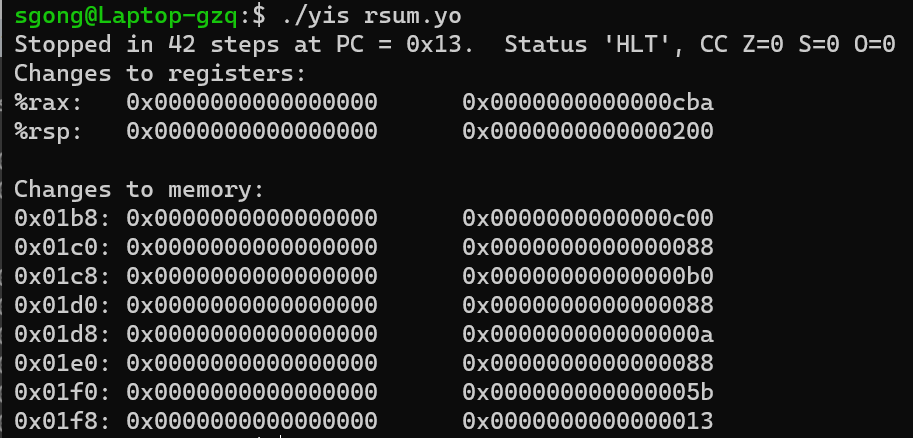 sgong@Laptop-gzq:$ ./yis rsum.yo
Stopped in 42 steps at PC = 0x13.  Status 'HLT', CC Z=0 S=0 O=0
Changes to registers:
%rax:   0x0000000000000000      0x0000000000000cba
%rsp:   0x0000000000000000      0x0000000000000200

Changes to memory:
0x01b8: 0x0000000000000000      0x0000000000000c00
0x01c0: 0x0000000000000000      0x0000000000000088
0x01c8: 0x0000000000000000      0x00000000000000b0
0x01d0: 0x0000000000000000      0x0000000000000088
0x01d8: 0x0000000000000000      0x000000000000000a
0x01e0: 0x0000000000000000      0x0000000000000088
0x01f0: 0x0000000000000000      0x000000000000005b
0x01f8: 0x0000000000000000      0x0000000000000013